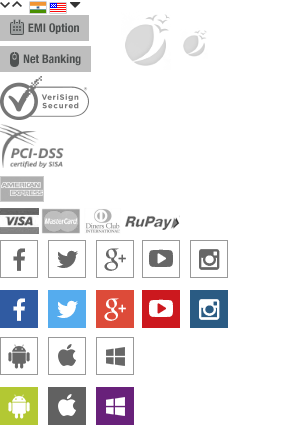 EMI Option
Net Banking
VeriSign
Secured
PCI-DSS
certified by SISA
AMERICAN
EXPRESS
VISA MasterCard Diners Club
INTERNATIONAL RuPay
g+
g+